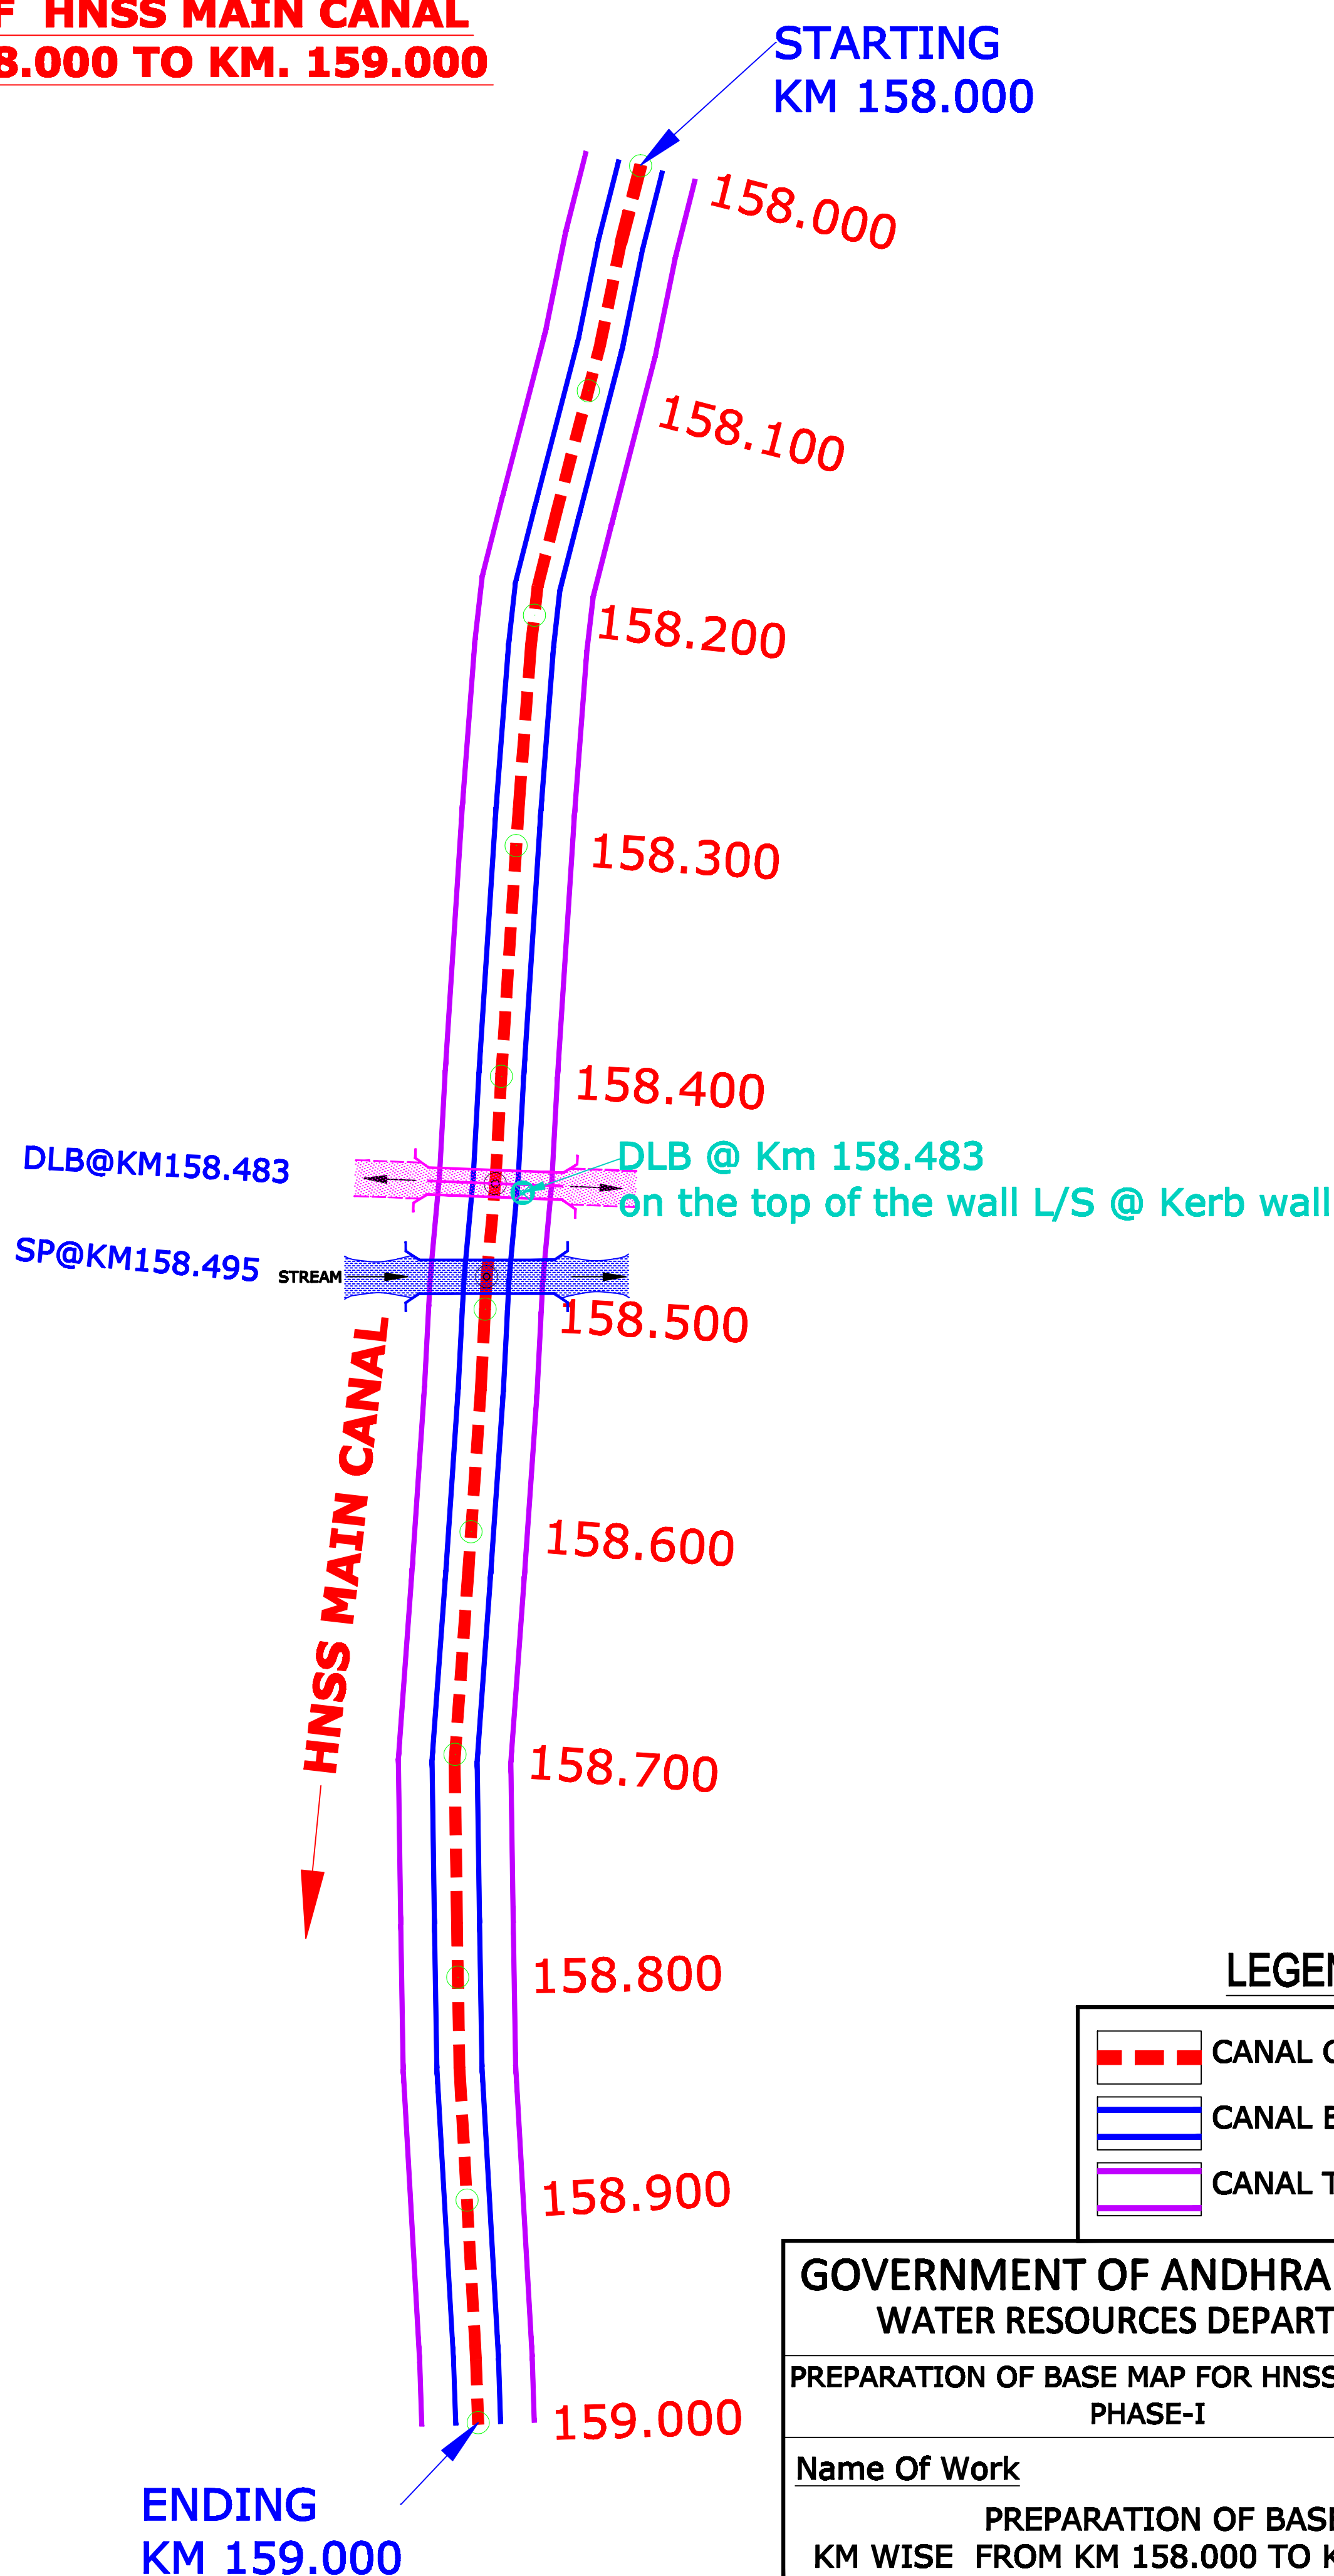 HNSS MAIN CANAL
8.000 TO KM. 159.000
STARTING
KM 158.000
158.000
158.100
158.200
158.300
158.400
DLB@KM158.483
DLB @ Km 158.483
on the top of the wall L/S @ Kerb wall
SP@KM158.495
STREAM
158.500
HNSS MAIN CANAL
158.600
158.700
158.800
158.900
159.000
ENDING
KM 159.000
LEGEN
CANAL
CANAL
CANAL T
GOVERNMENT OF ANDHRA
WATER RESOURCES DEPART
PREPARATION OF BASE MAP FOR HNSS
PHASE-I
Name Of Work
PREPARATION OF BASE
KM WISE FROM KM 158.000 TO K